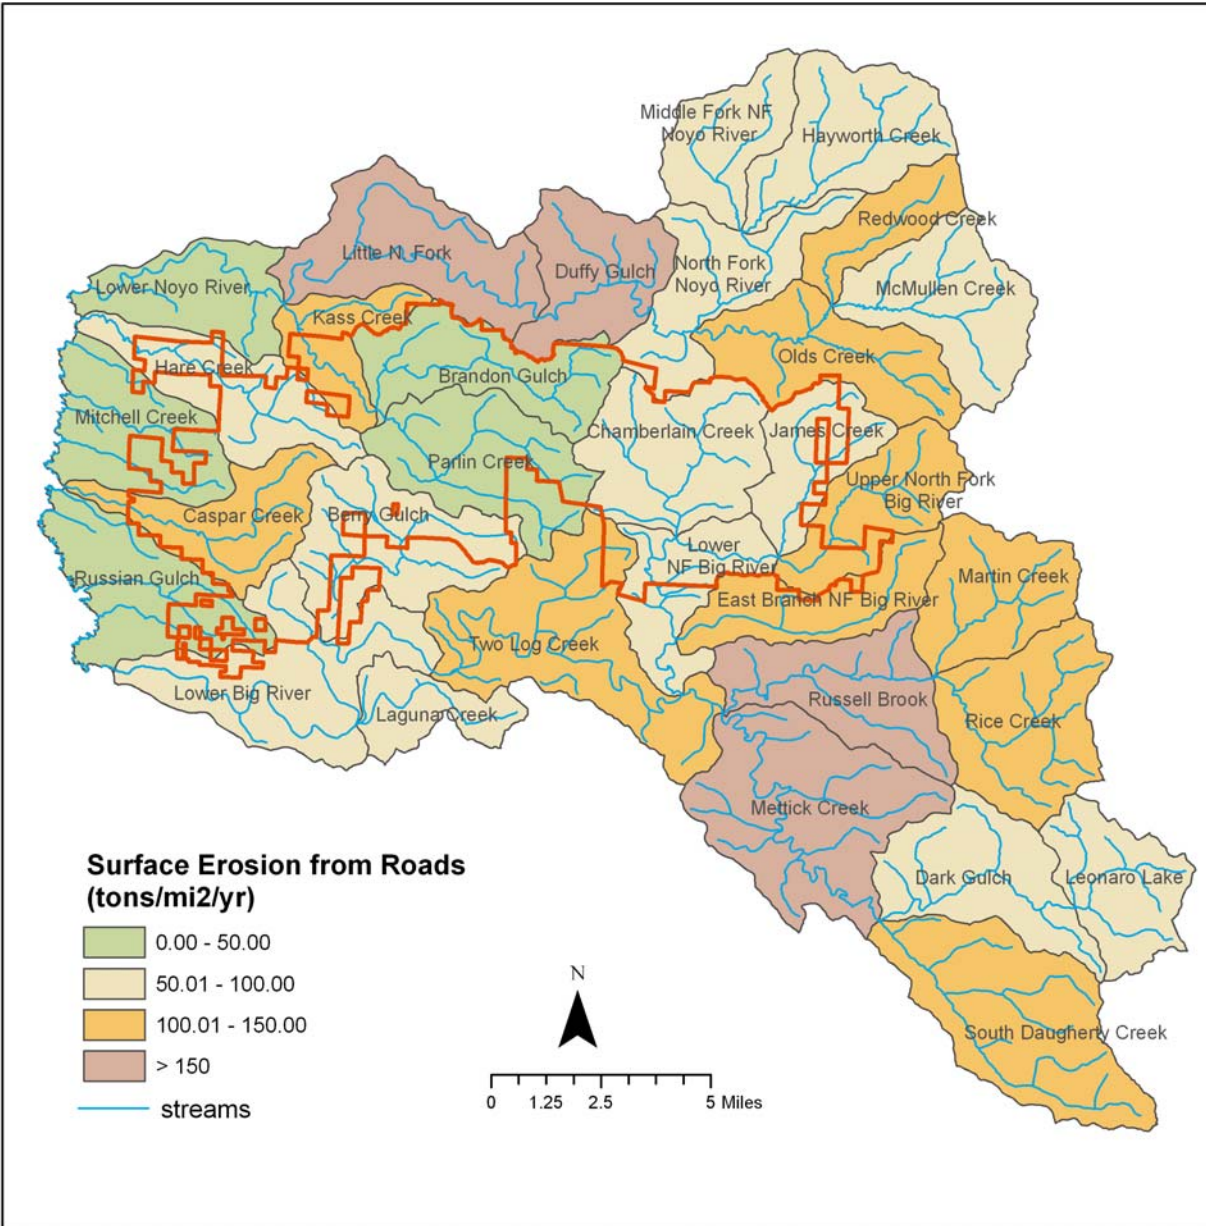 Middle Fork NF
Noyo River
Hayworth Creek
Redwood Creek
Little N. Fork
Duffy Gulch
North Fork
Noyo River
McMullen Creek
Lower Noyo River
Kass Creek
Olds Creek
Hare Creek
Brandon Gulch
Mitchell Creek
Chamberlain Creek
James Creek
Parlin Creek
Upper North Fork
Big River
Caspar Creek
Berry Gulch
Lower
NF Big River
Russian Gulch
East Branch NF Big River
Martin Creek
Two Log Creek
Lower Big River
Laguna Creek
Russell Brook
Rice Creek
Mettick Creek
Dark Gulch
Leonaro Lake
South Daugherty Creek
Surface Erosion from Roads
(tons/mi2/yr)
0.00 - 50.00
50.01 - 100.00
100.01 - 150.00
> 150
streams
N
0 1.25 2.5 5 Miles